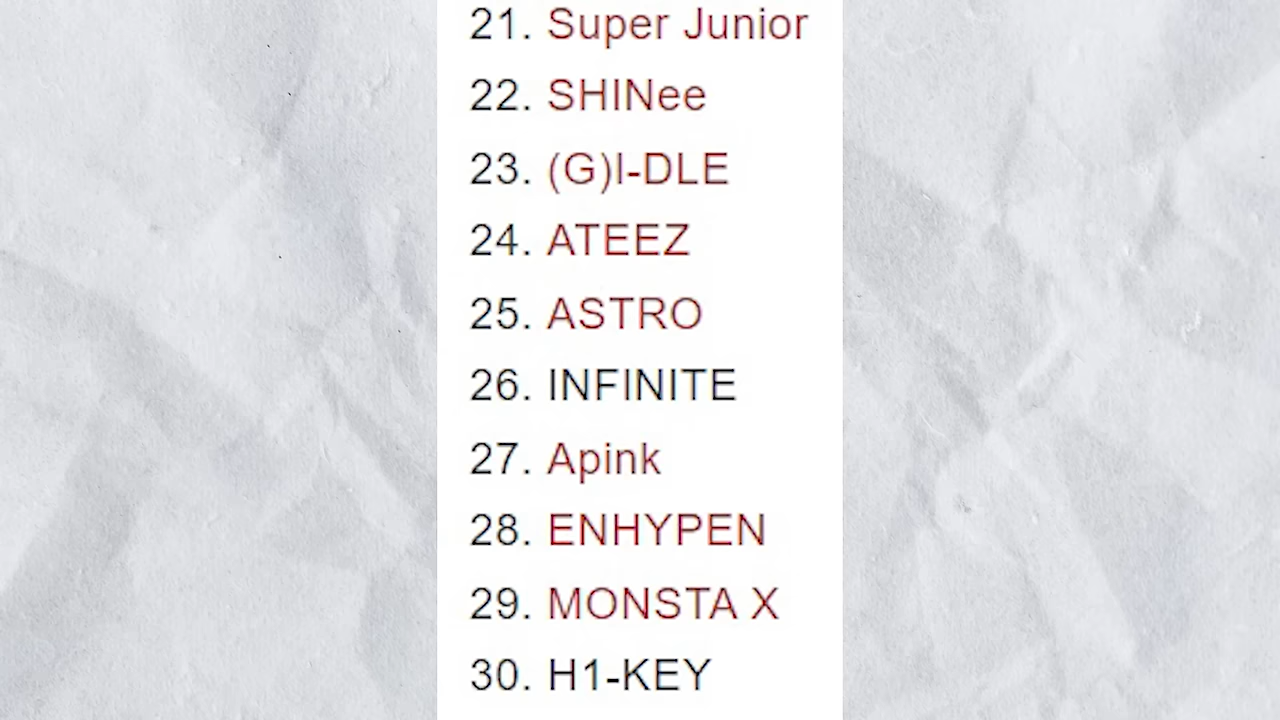 21. Super Junior
22. SHINee
23. (G)I-DLE
24. ATEEZ
25. ASTRO
26. INFINITE
27. Apink
28. ENHYPEN
29. MONSTA X
30. H1-KEY